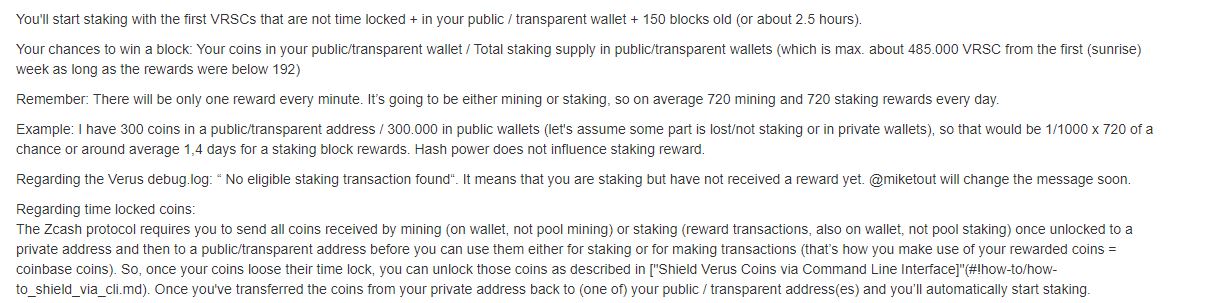 You'll start staking with the first VRSCs that are not time locked + in your public / transparent wallet + 150 blocks old (or about 2.5 hours).
Your chances to win a block: Your coins in your public/transparent wallet / Total staking supply in public/transparent wallets (which is max. about 485.000 VRSC from the first (sunrise)
week as long as the rewards were below 192)
Remember: There will be only one reward every minute. It's going to be either mining or staking, so on average 720 mining and 720 staking rewards every day.
Example: I have 300 coins in a public/transparent address / 300.000 in public wallets (let's assume some part is lost/not staking or in private wallets), so that would be 1/1000 x 720 of a
chance or around average 1,4 days for a staking block rewards. Hash power does not influence staking reward.
Regarding the Verus debug.log: “ No eligible staking transaction found“. It means that you are staking but have not received a reward yet. @miketout will change the message soon.
Regarding time locked coins:
The Zcash protocol requires you to send all coins received by mining (on wallet, not pool mining) or staking (reward transactions, also on wallet, not pool staking) once unlocked to a
private address and then to a public/transparent address before you can use them either for staking or for making transactions (that's how you make use of your rewarded coins =
coinbase coins). So, once your coins loose their time lock, you can unlock those coins as described in ["Shield Verus Coins via Command Line Interface]"(#!how-to/how-
to_shield_via_cli.md). Once you've transferred the coins from your private address back to (one of) your public / transparent address(es) and you'll automatically start staking.